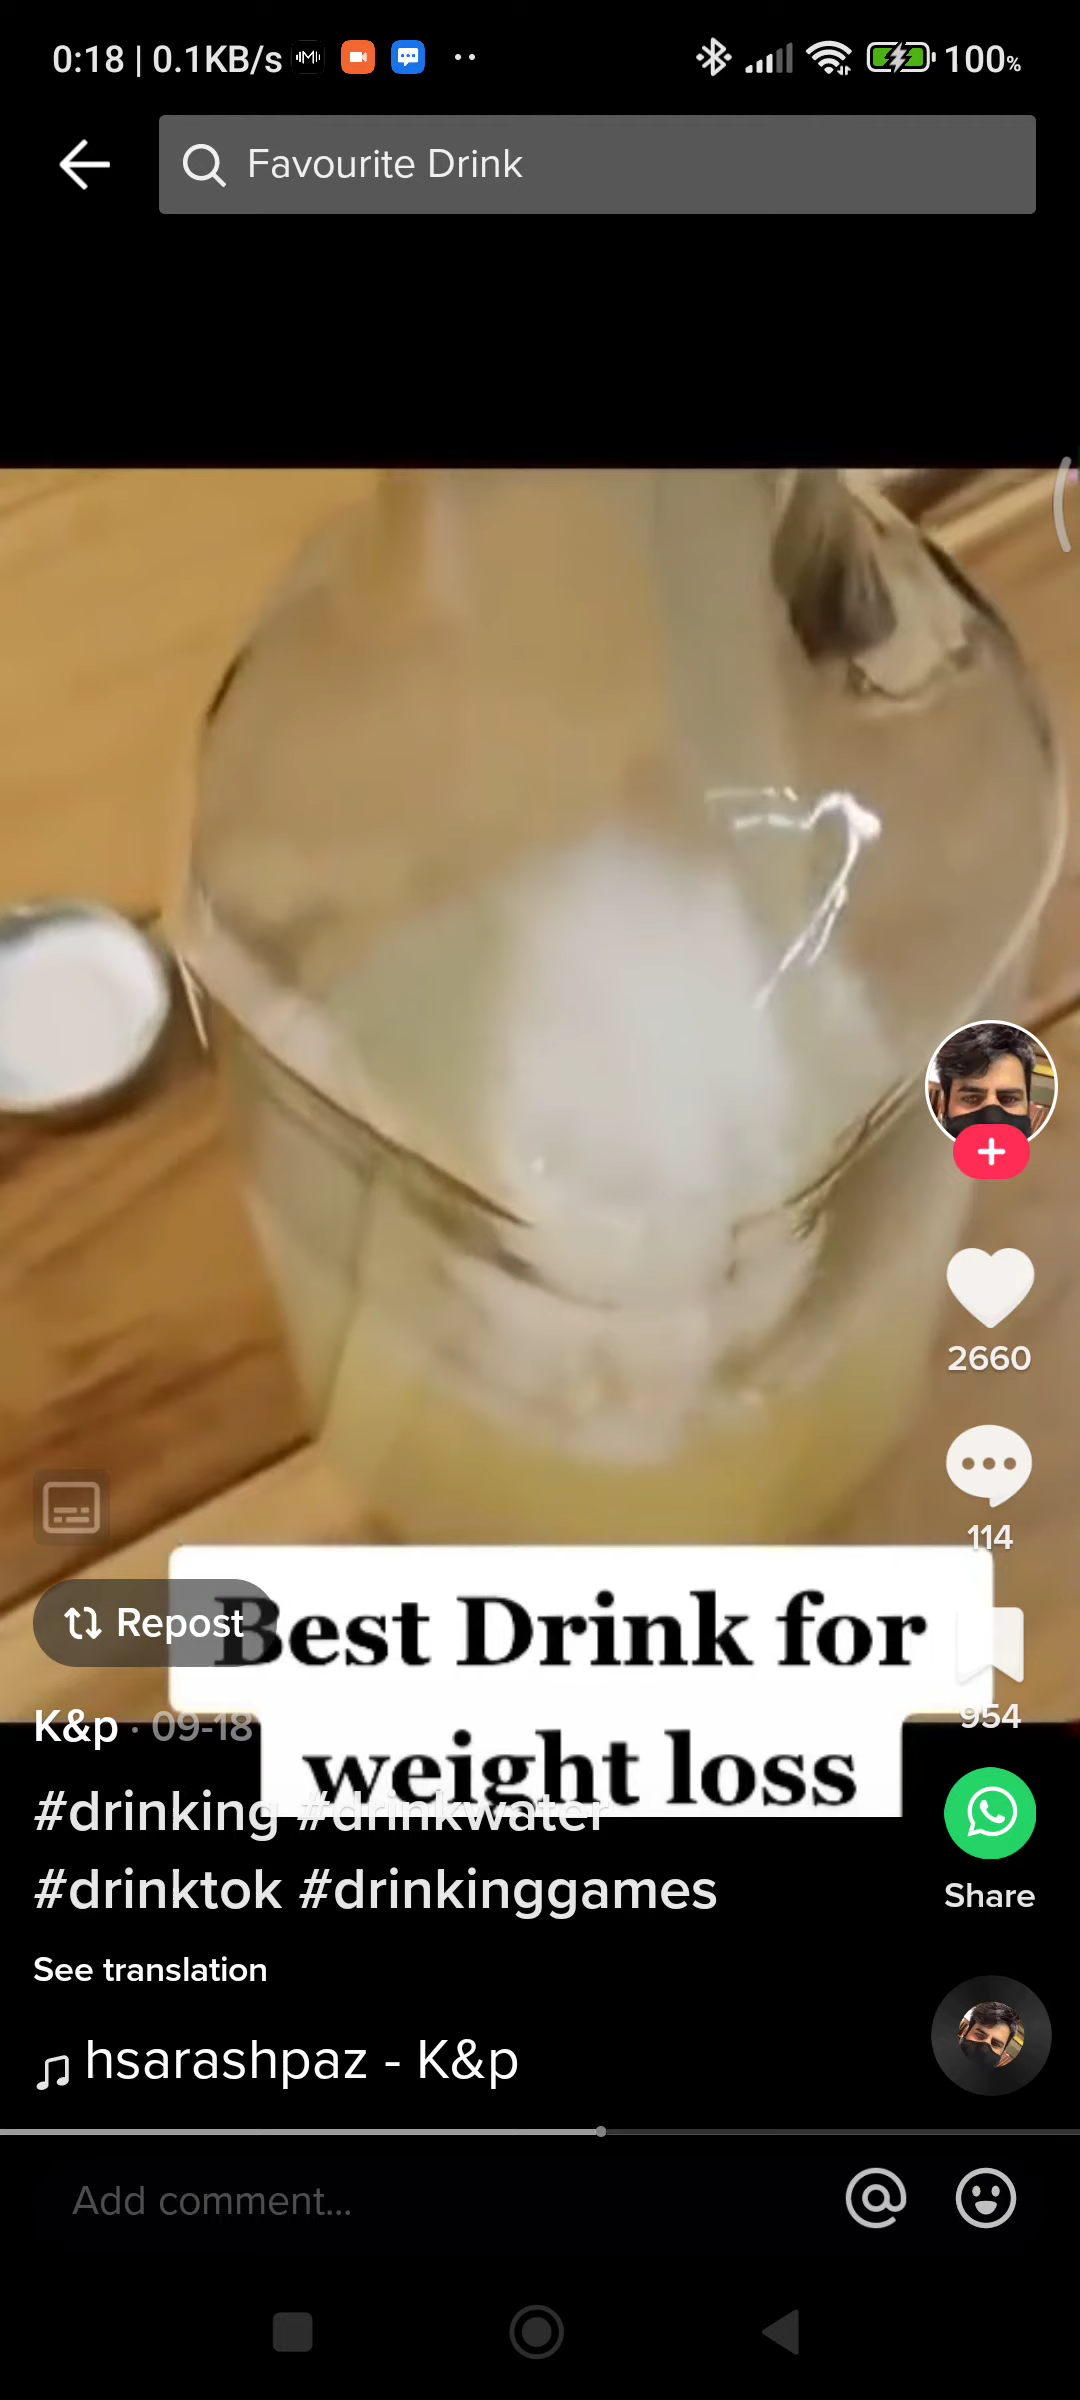 0:18 | 0.1KB/s
100%
Favourite Drink
2660
114
Best Drink for
Repost
954
K&p · 09-18
weight loss
#drinking #drinkwater
#drinktok #drinkinggames
Share
See translation
hsarashpaz - K&p
Add comment...